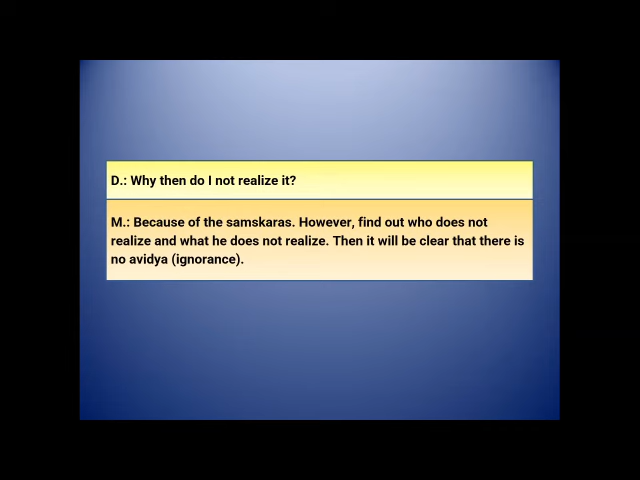 D.: Why then do I not realize it?
M.: Because of the samskaras. However, find out who does not
realize and what he does not realize. Then it will be clear that there is
no avidya (ignorance).